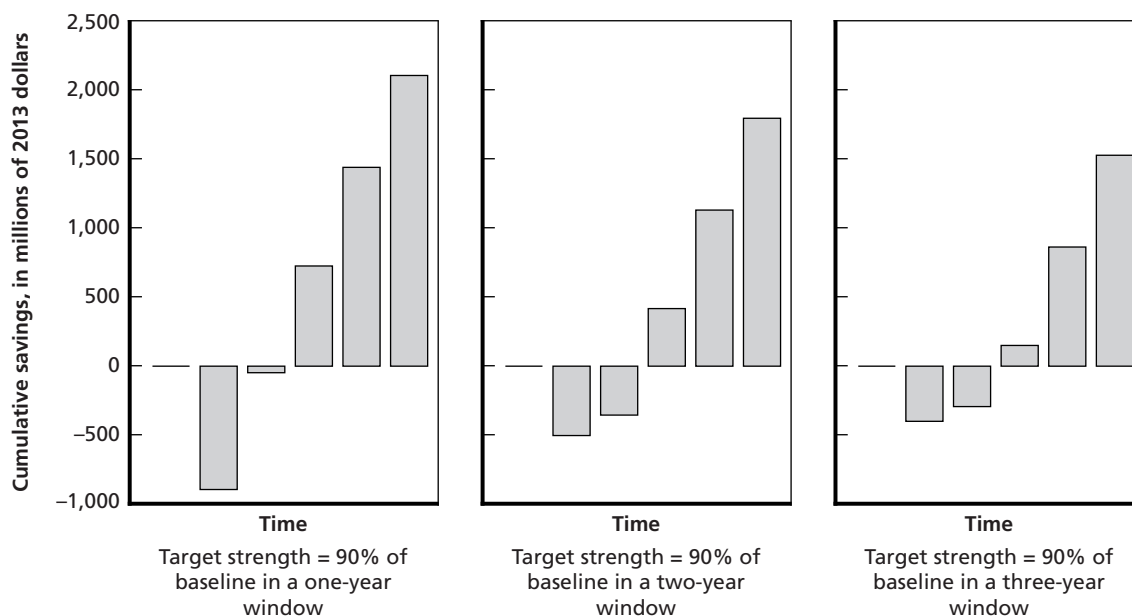 Cumulative savings, in millions of 2013 dollars
2,500
2,000
1,500
1,000
500
0
–500
–1,000
Time
Target strength = 90% of
baseline in a one-year
window
Time
Target strength = 90% of
baseline in a two-year
window
Time
Target strength = 90% of
baseline in a three-year
window